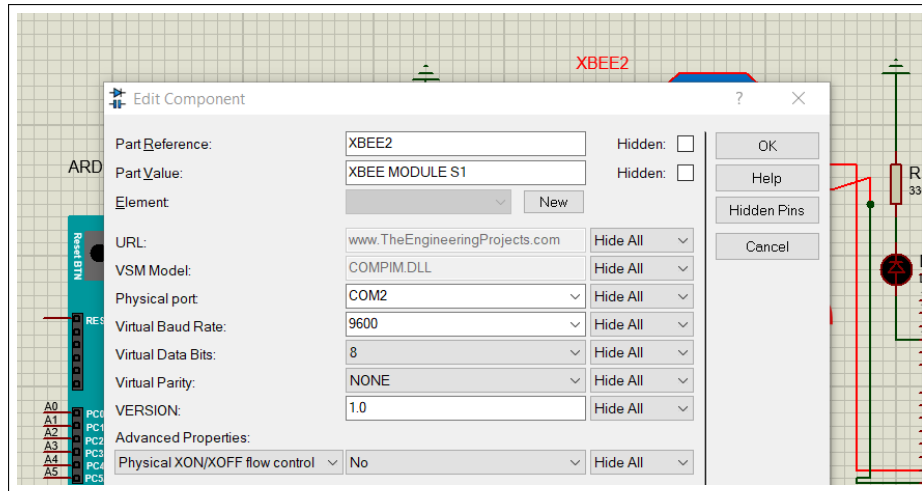 XBEE2
Edit Component
Part Reference: XBEE2 Hidden: OK
Part Value: XBEE MODULE S1 Hidden: Help
Element: New Hidden Pins
URL: www.TheEngineeringProjects.com Hide All Cancel
VSM Model: COMPIM.DLL Hide All
Physical port: COM2 Hide All
Virtual Baud Rate: 9600 Hide All
Virtual Data Bits: 8 Hide All
Virtual Parity: NONE Hide All
VERSION: 1.0 Hide All
Advanced Properties:
Physical XON/XOFF flow control No Hide All
ARD
Reset BTN
RES
A0 PC0
A1 PC1
A2 PC2
A3 PC3
A4 PC4
A5 PC5
R
33